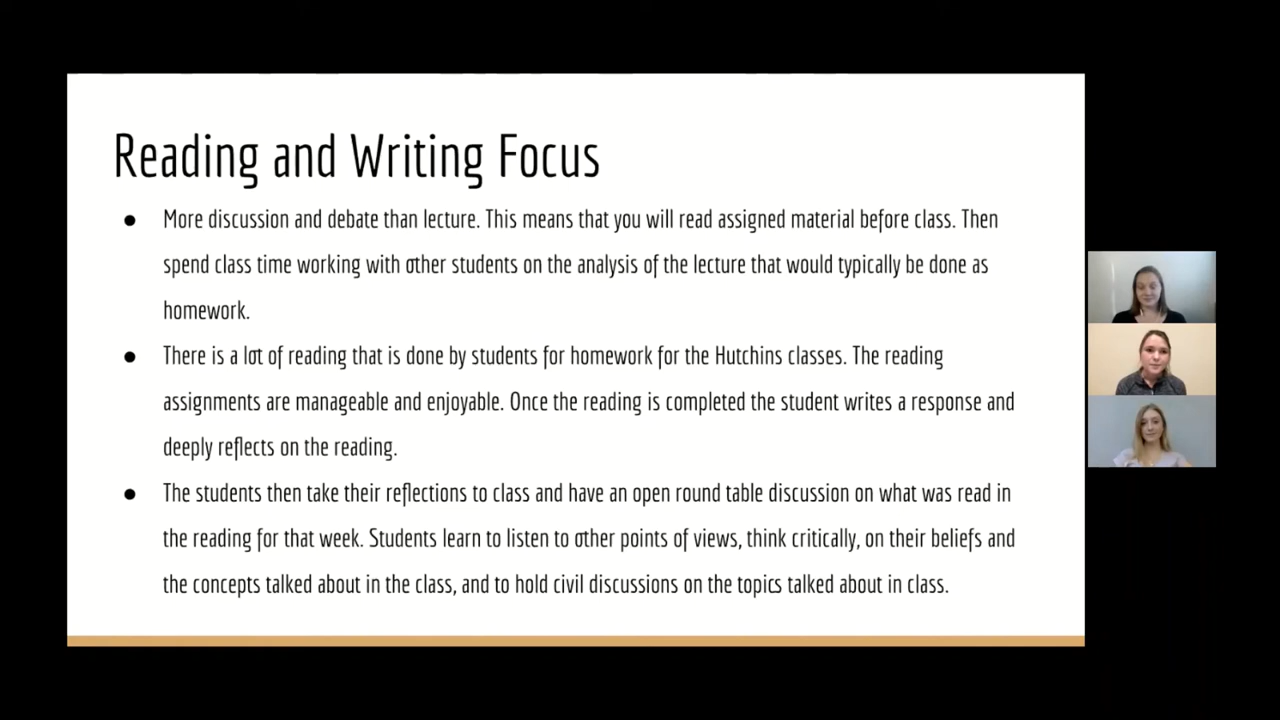 Reading and Writing Focus
● More discussion and debate than lecture. This means that you will read assigned material before class. Then
spend class time working with other students on the analysis of the lecture that would typically be done as
homework.
● There is a lot of reading that is done by students for homework for the Hutchins classes. The reading
assignments are manageable and enjoyable. Once the reading is completed the student writes a response and
deeply reflects on the reading.
● The students then take their reflections to class and have an open round table discussion on what was read in
the reading for that week. Students learn to listen to other points of views, think critically, on their beliefs and
the concepts talked about in the class, and to hold civil discussions on the topics talked about in class.